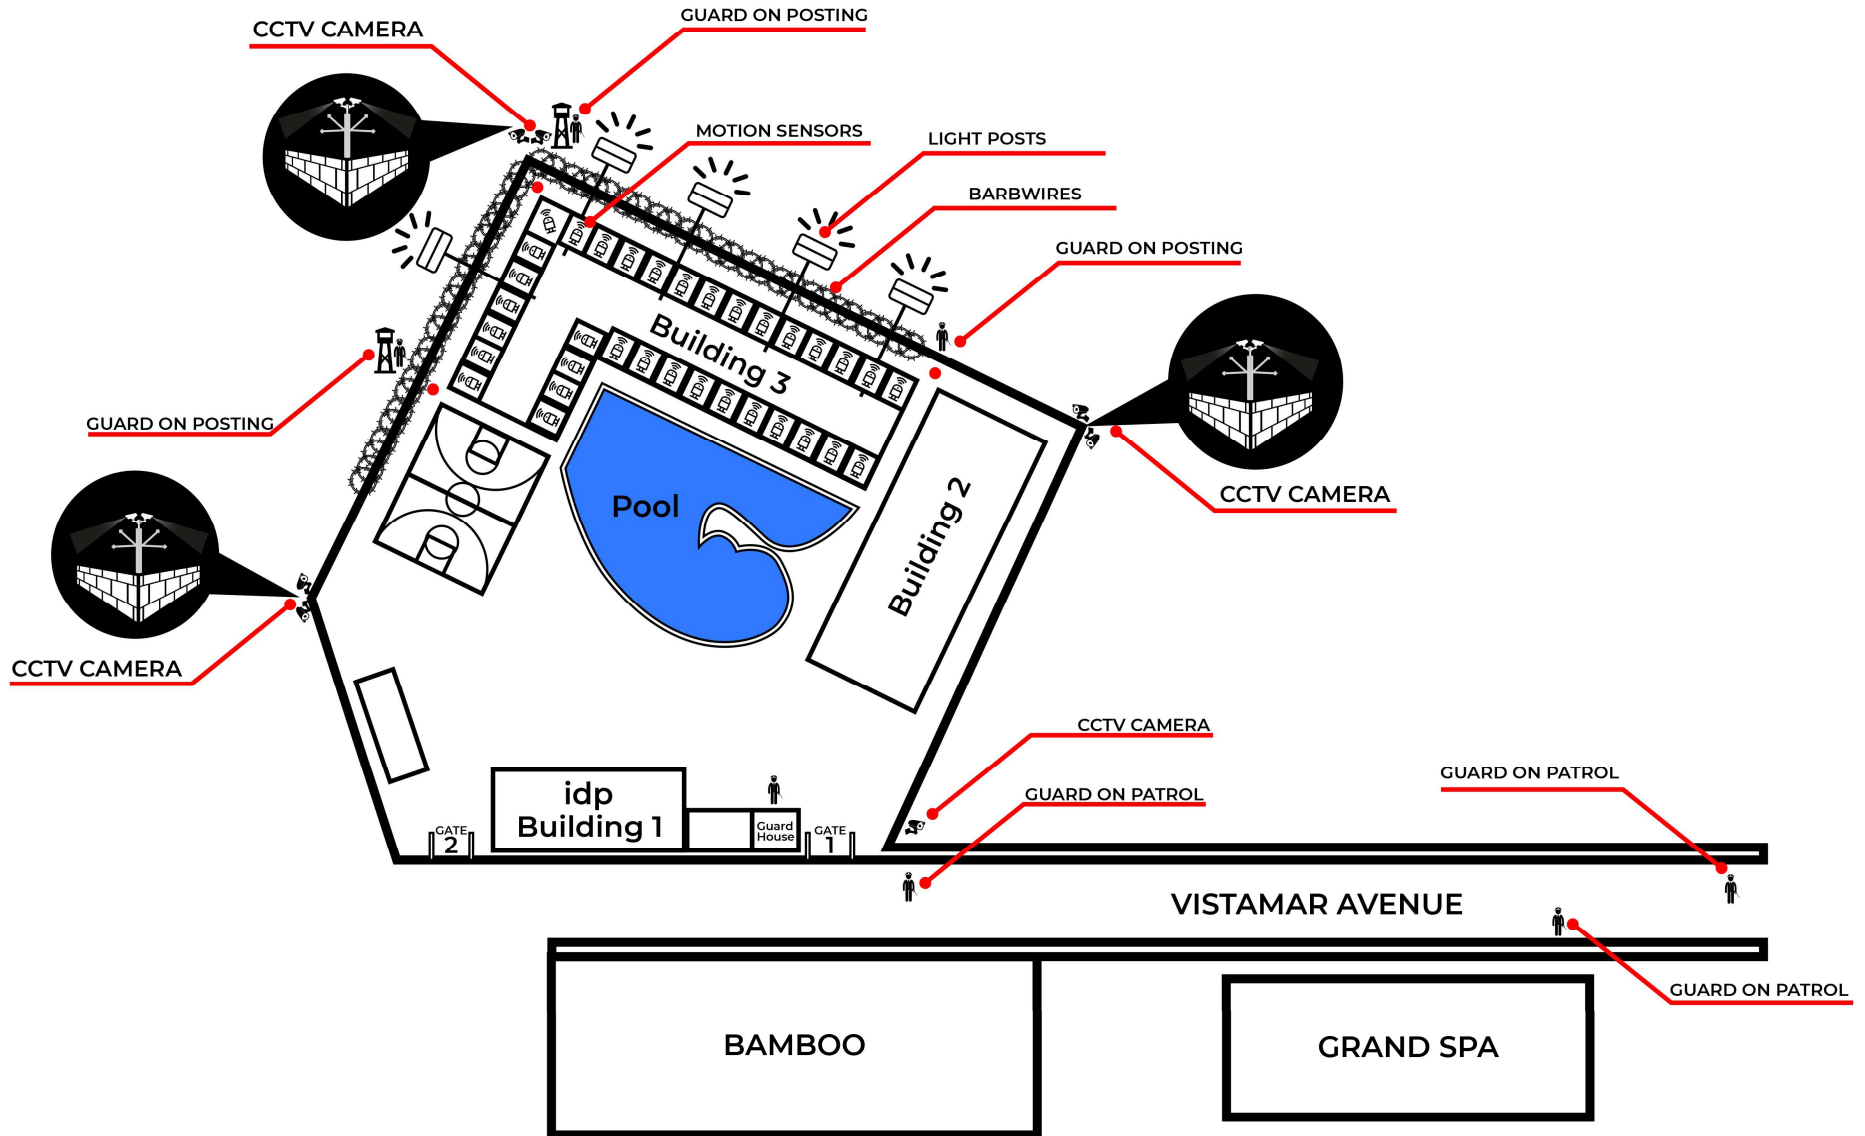 GUARD ON POSTING
CCTV CAMERA
MOTION SENSORS
LIGHT POSTS
BARBWIRES
GUARD ON POSTING
Building 3
GUARD ON POSTING
CCTV CAMERA
Pool
Building 2
CCTV CAMERA
CCTV CAMERA
GUARD ON PATROL
GUARD ON PATROL
idp
Building 1
Guard
House
GATE
1
GATE
2
VISTAMAR AVENUE
GUARD ON PATROL
BAMBOO
GRAND SPA